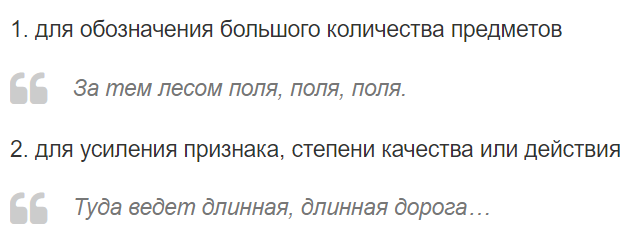 1. для обозначения большого количества предметов
За тем лесом поля, поля, поля.
2. для усиления признака, степени качества или действия
Туда ведет длинная, длинная дорога…